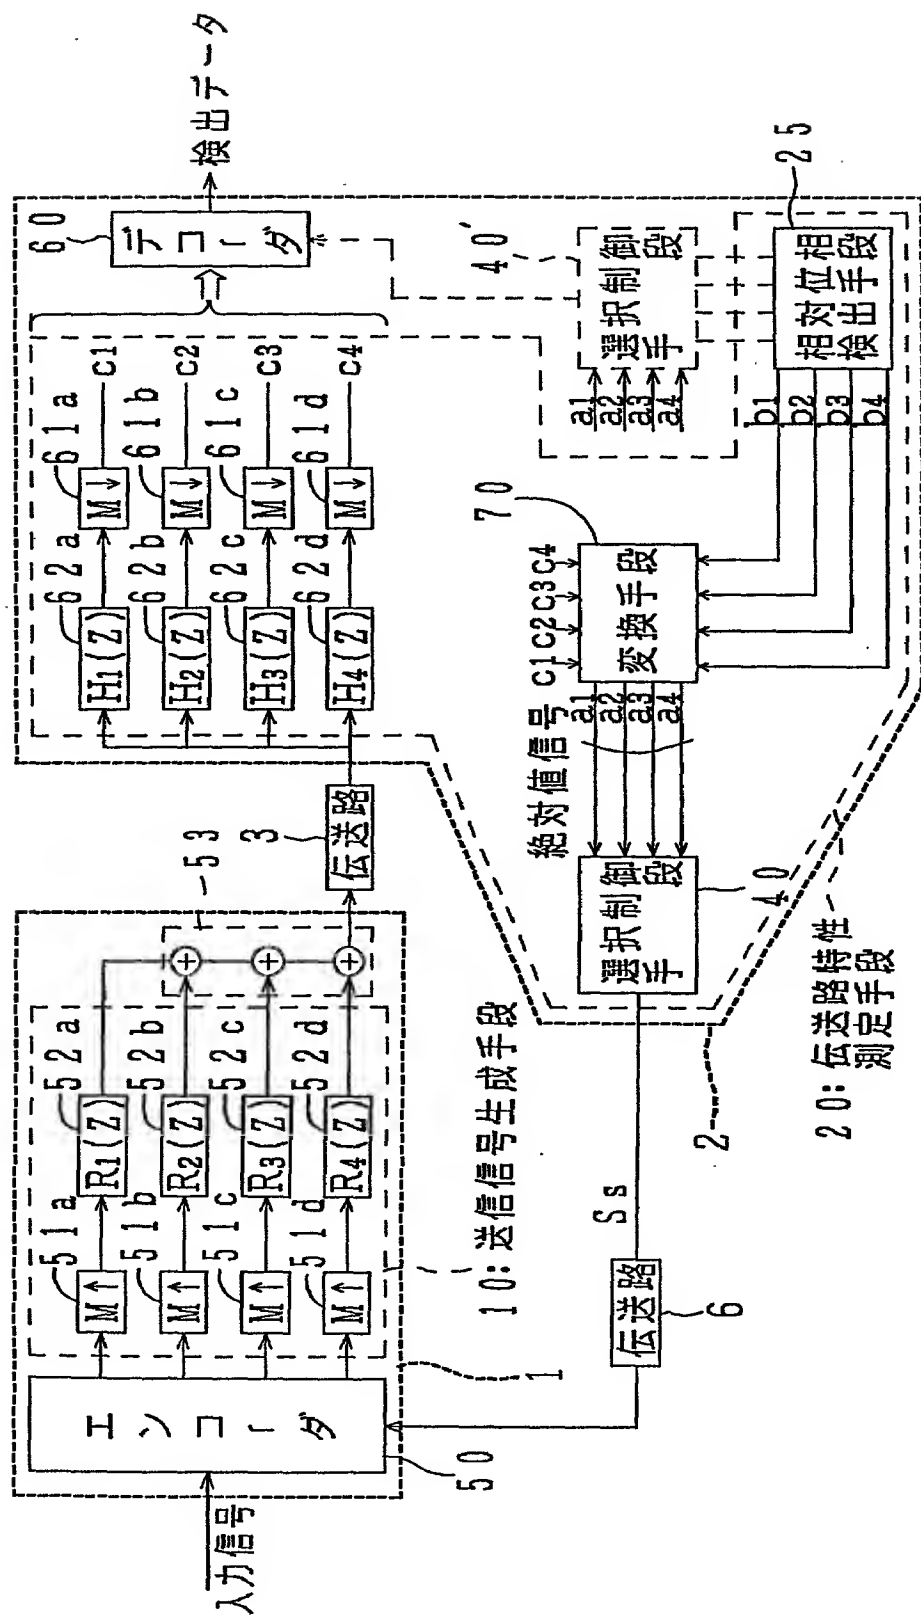 入力信号
エンコーダ
50
M↑
51a
M↑
51b
M↑
51c
M↑
51d
R1(Z)
52a
R2(Z)
52b
R3(Z)
52c
R4(Z)
52d
+
+
+
53
10:送信信号生成手段
1
伝送路
3
H1(Z)
62a
H2(Z)
62b
H3(Z)
62c
H4(Z)
62d
M↓
61a
M↓
61b
M↓
61c
M↓
61d
c1
c2
c3
c4
デコーダ
60
検出データ
伝送路
6
Ss
2
選択制御
手段
40
絶対値信号
a1
a2
a3
a4
C1 C2 C3 C4
変換手段
70
a1
a2
a3
a4
選択制御
手段
40'
b1
b2
b3
b4
相対位相
検出手段
25
20:伝送路特性
測定手段